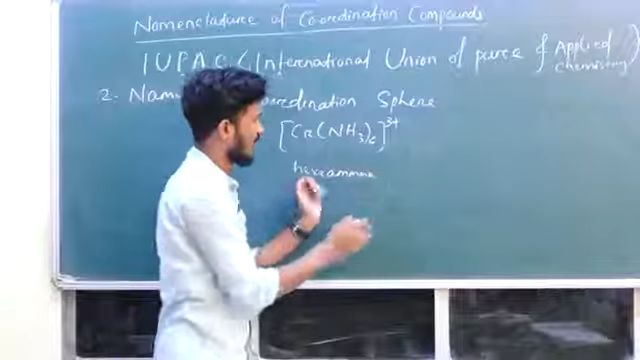 Nomenclature of Coordination Compounds
IUPAC (International Union of pure & Applied Chemistry)
2. Nam ordination Sphere
[Cr(NH3)6]3+
hexaammine